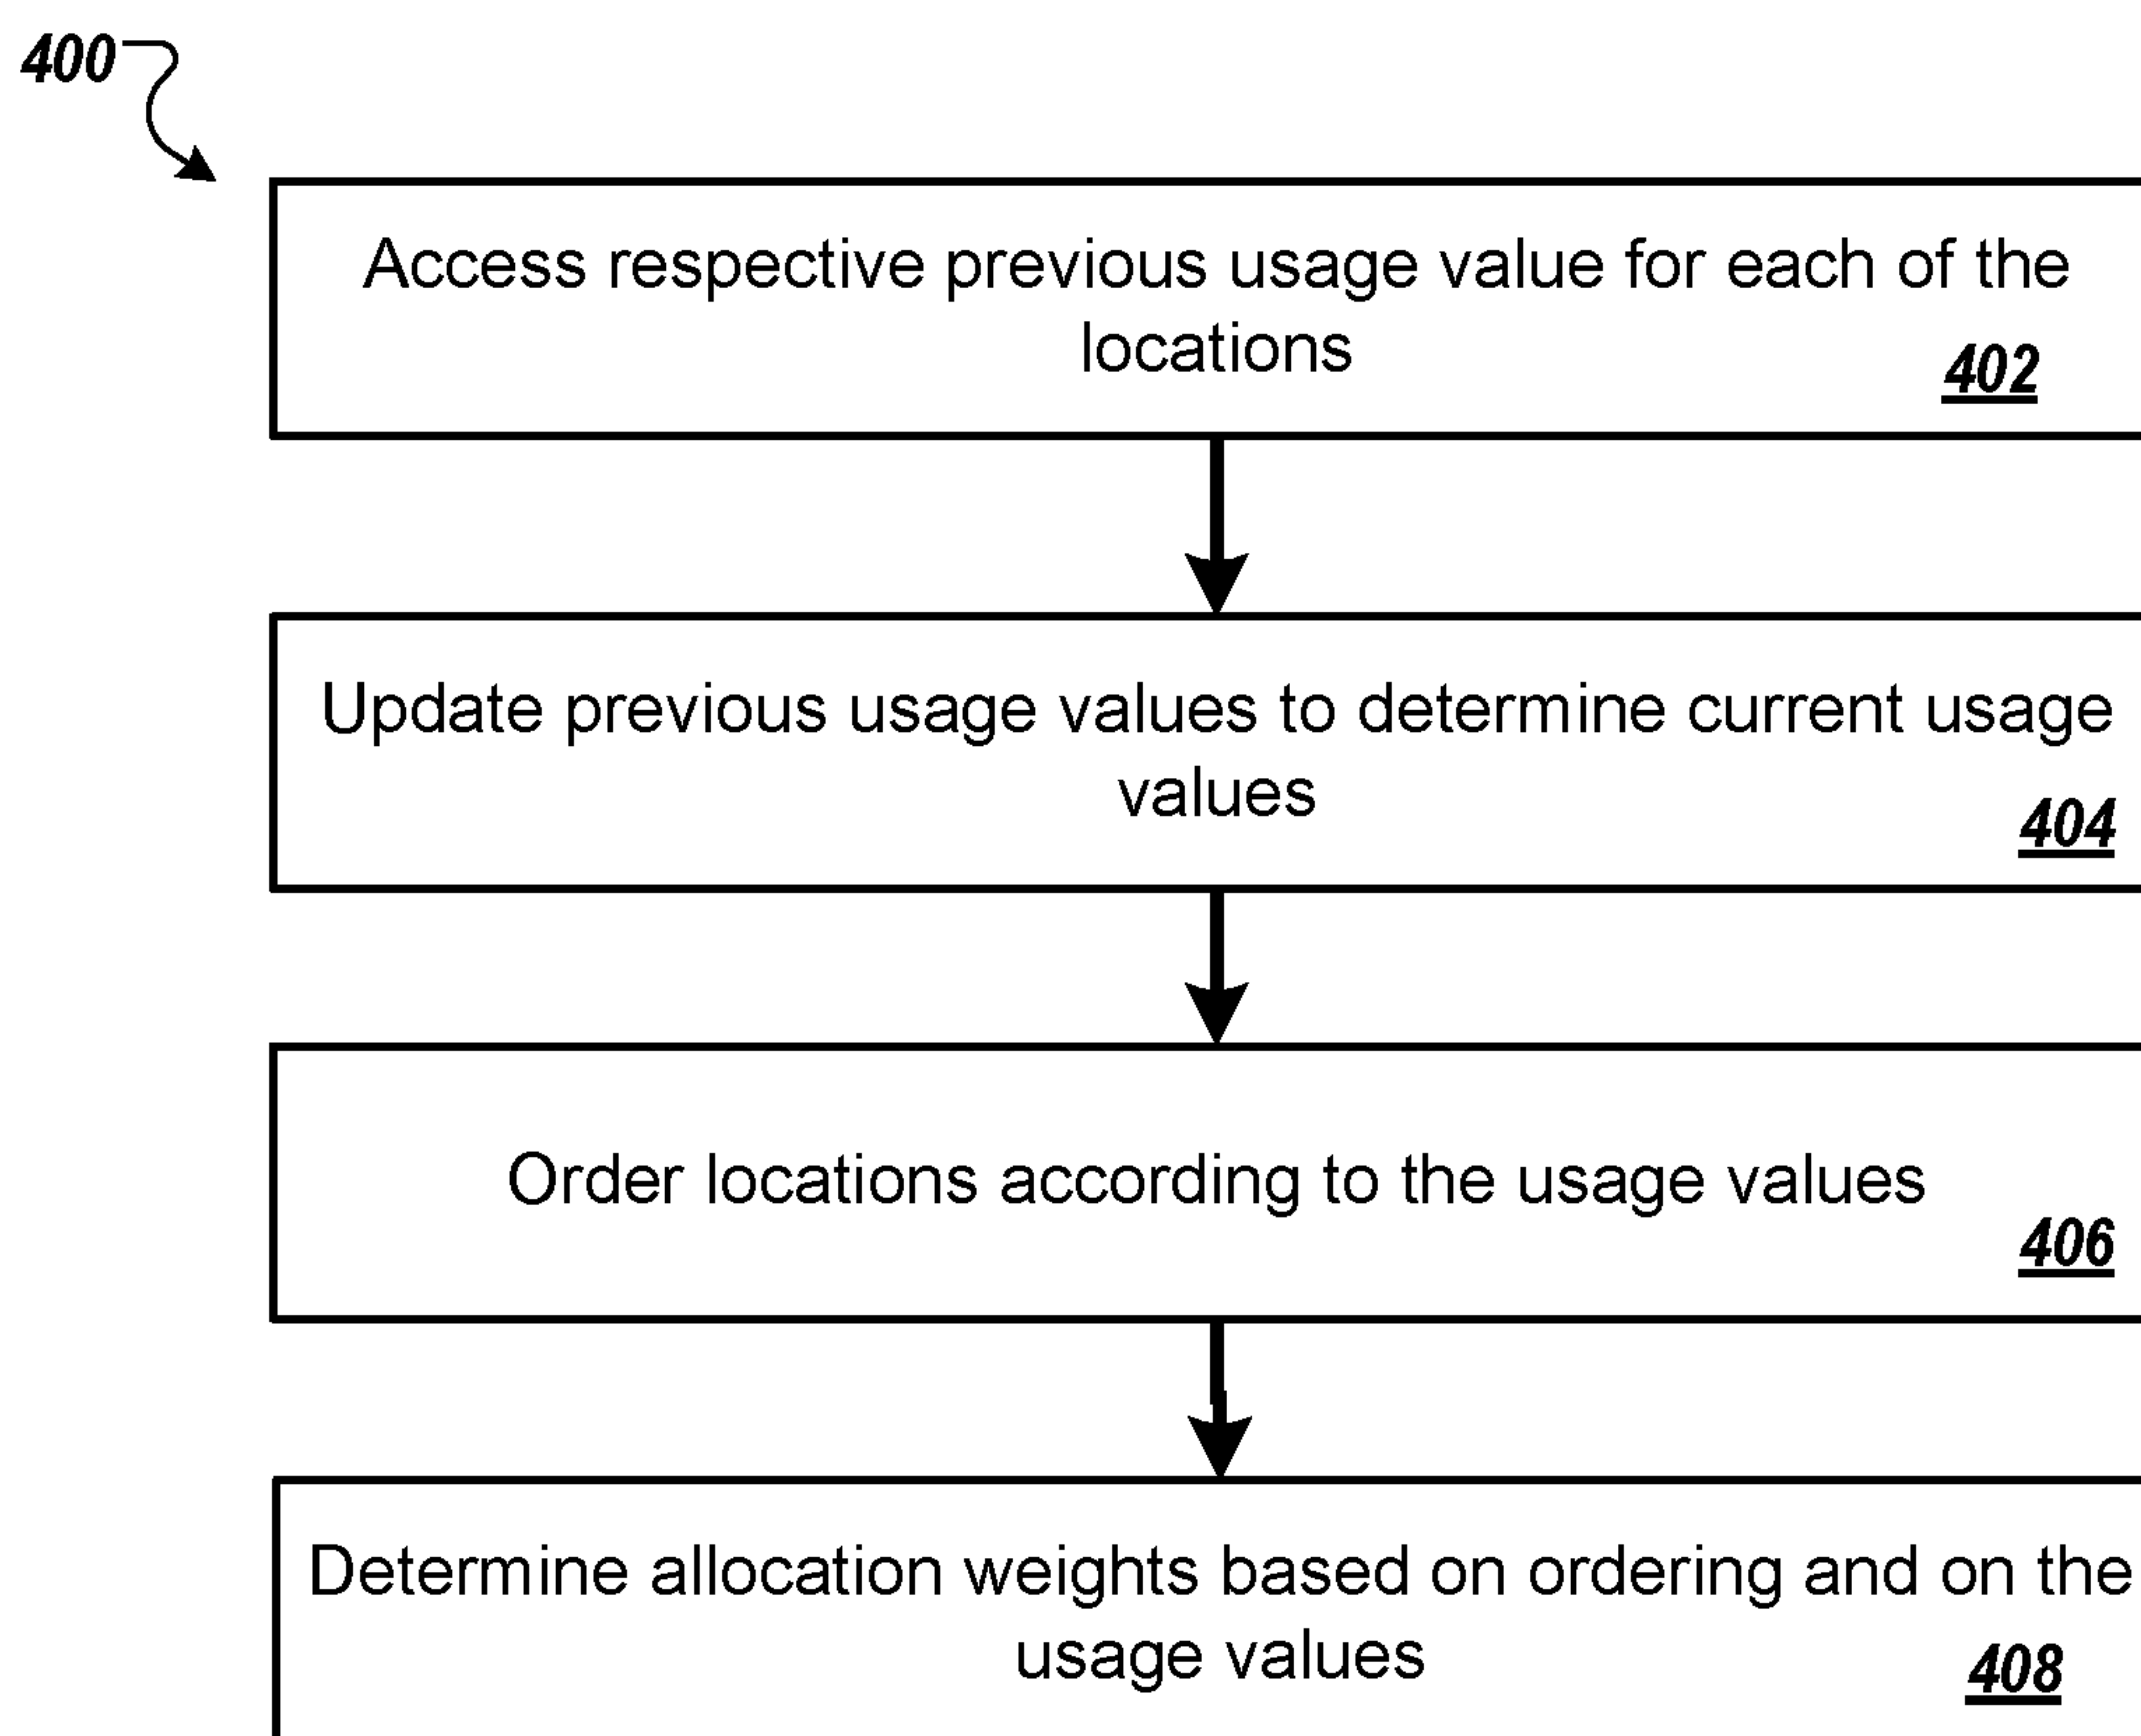 400
Access respective previous usage value for each of the
locations
402
Update previous usage values to determine current usage
values
404
Order locations according to the usage values
406
Determine allocation weights based on ordering and on the
usage values
408